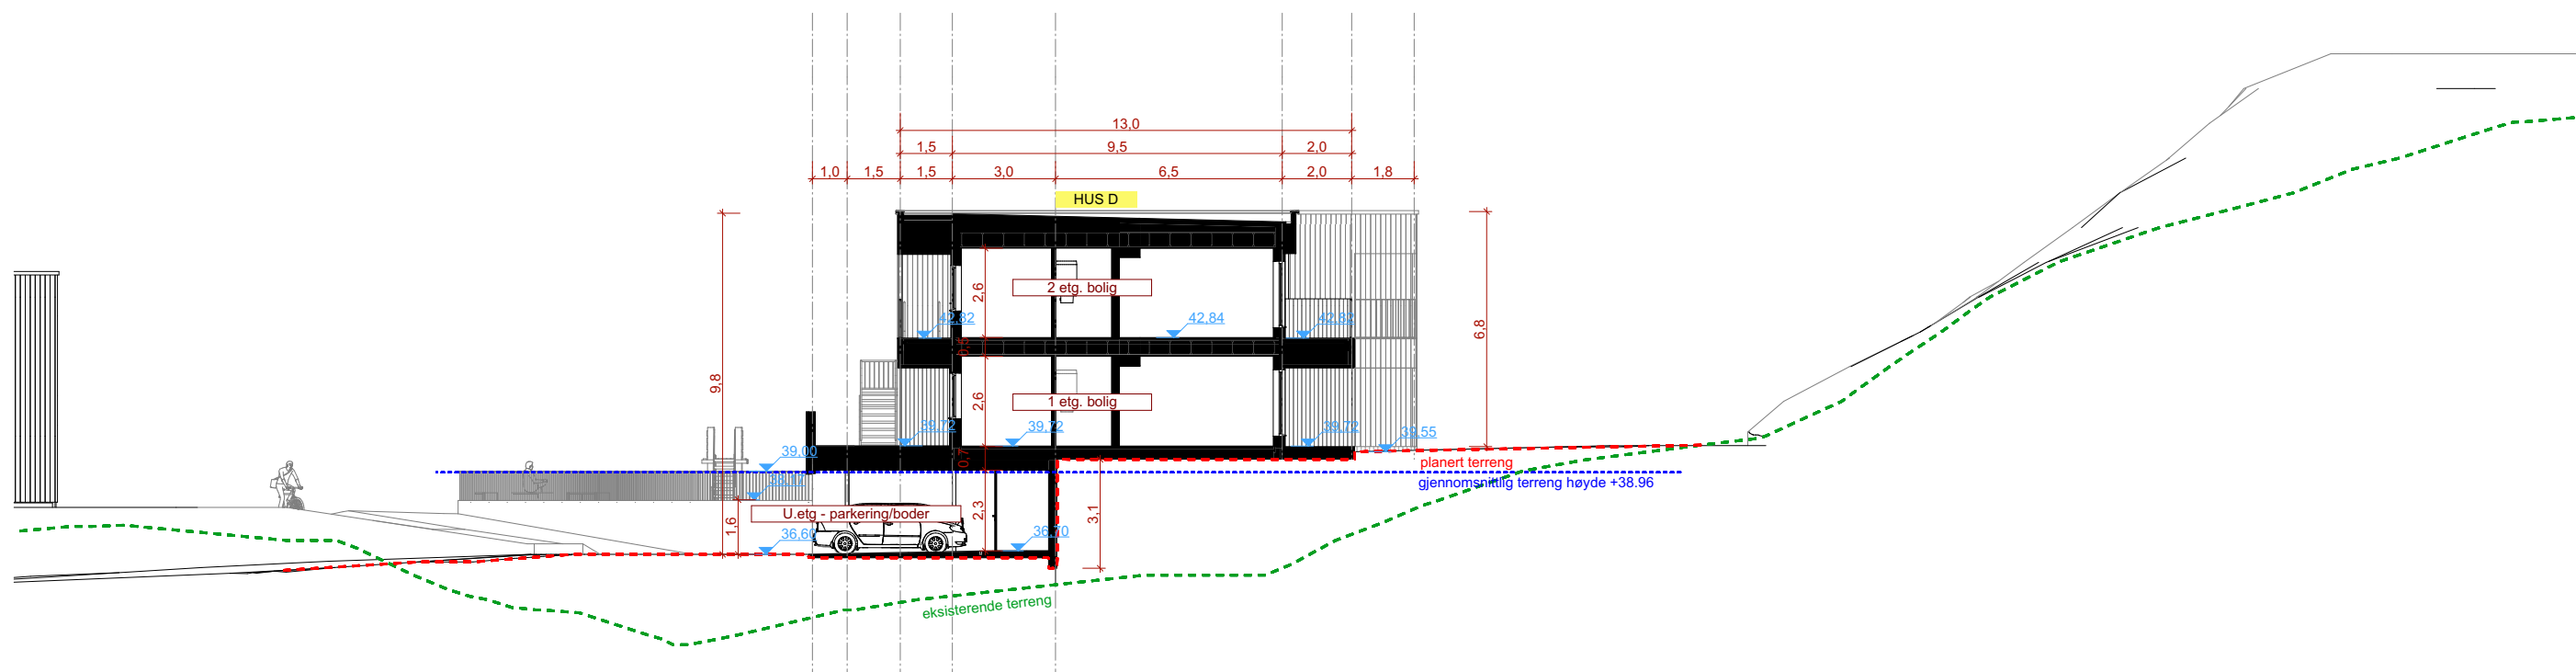 13,0
1,5 9,5 2,0
1,0 1,5 1,5 3,0 6,5 2,0 1,8
HUS D
2,6
2 etg. bolig
42,82 42,84 42,82
6,8
9,8
2,6
1 etg. bolig
39,72 39,72 39,72 39,55
39,00
0,7
planert terreng
38,17
gjennomsnittlig terreng høyde +38.96
U.etg - parkering/boder
1,6
2,3
3,1
36,60
36,70
eksisterende terreng